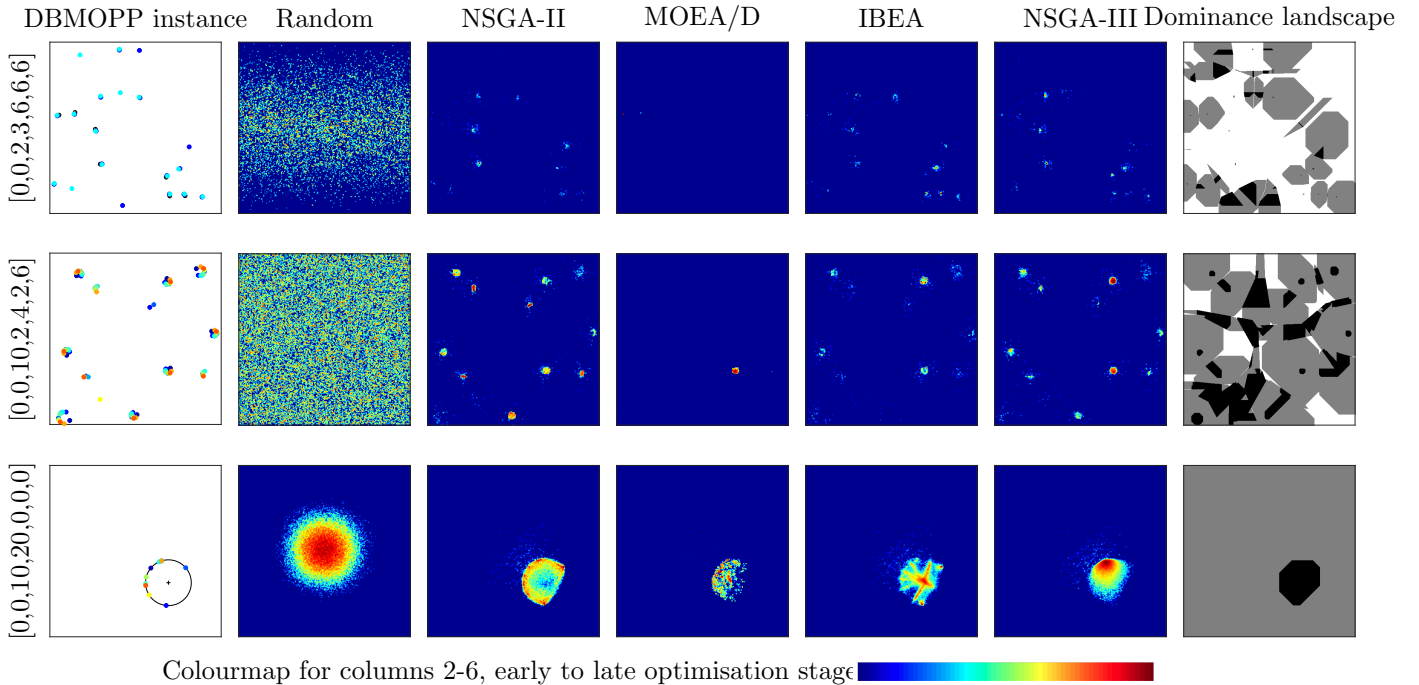 DBMOPP instance Random NSGA-II MOEA/D IBEA NSGA-III Dominance landscape
[0,0,2,3,6,6,6]
[0,0,10,2,4,2,6]
[0,0,10,20,0,0,0]
Colourmap for columns 2-6, early to late optimisation stage